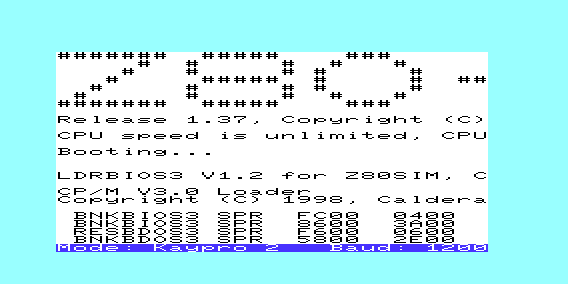 Z80-
Release 1.37, Copyright (C)
CPU speed is unlimited, CPU
Booting...
LDRBIOS3 V1.2 for Z80SIM, C
CP/M V3.0 Loader
Copyright (C) 1998, Caldera
BNKBIOS3 SPR FC00 0400
BNKBIOS3 SPR 8600 3A00
RESBDOS3 SPR F600 0600
BNKBDOS3 SPR 5800 2E00
Mode: Kaypro 2 Baud: 1200